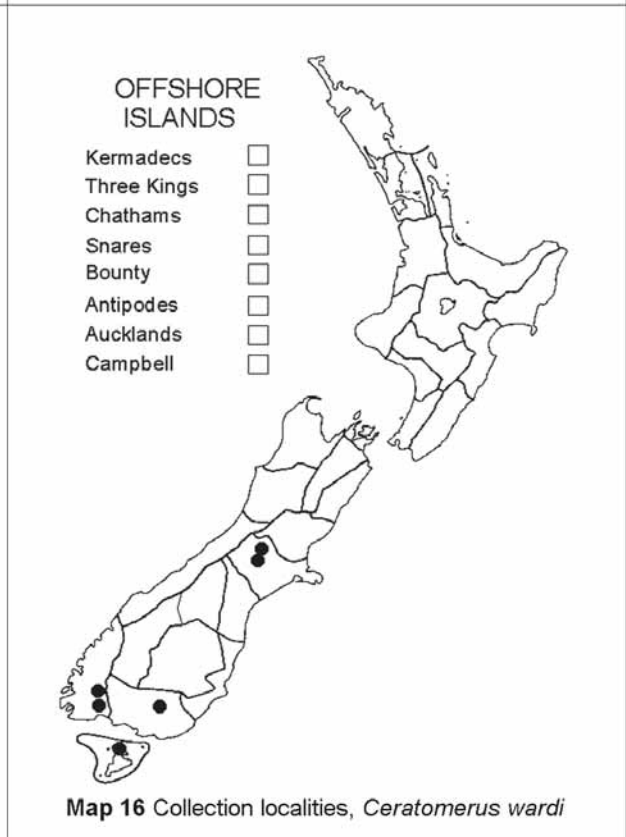 OFFSHORE
ISLANDS
Kermadecs
Three Kings
Chathams
Snares
Bounty
Antipodes
Aucklands
Campbell
Map 16 Collection localities, Ceratomerus wardi